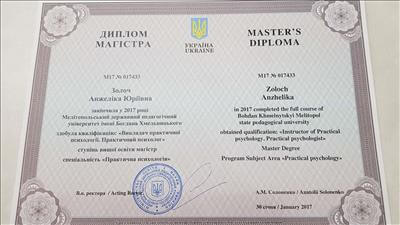 ДИПЛОМ
МАГІСТРА
УКРАЇНА
UKRAINE
MASTER'S
DIPLOMA
М17 № 017433
Золоч
Анжеліка Юріївна
закінчила у 2017 році
Мелітопольський державний педагогічний
університет імені Богдана Хмельницького
здобула кваліфікацію: «Викладач практичної
психології. Практичний психолог»
ступінь вищої освіти магістр
спеціальність «Практична психологія»
В.о. ректора / Acting Rector
M17 № 017433
Zoloch
Anzhelika
in 2017 completed the full course of
Bohdan Khmelnytskyi Melitopol
state pedagogical university
obtained qualification: «Instructor of Practical
psychology, Practical psychologist»
Master Degree
Program Subject Area «Practical psychology»
А.М. Солоненко / Anatolii Solonenko
30 січня / January 2017